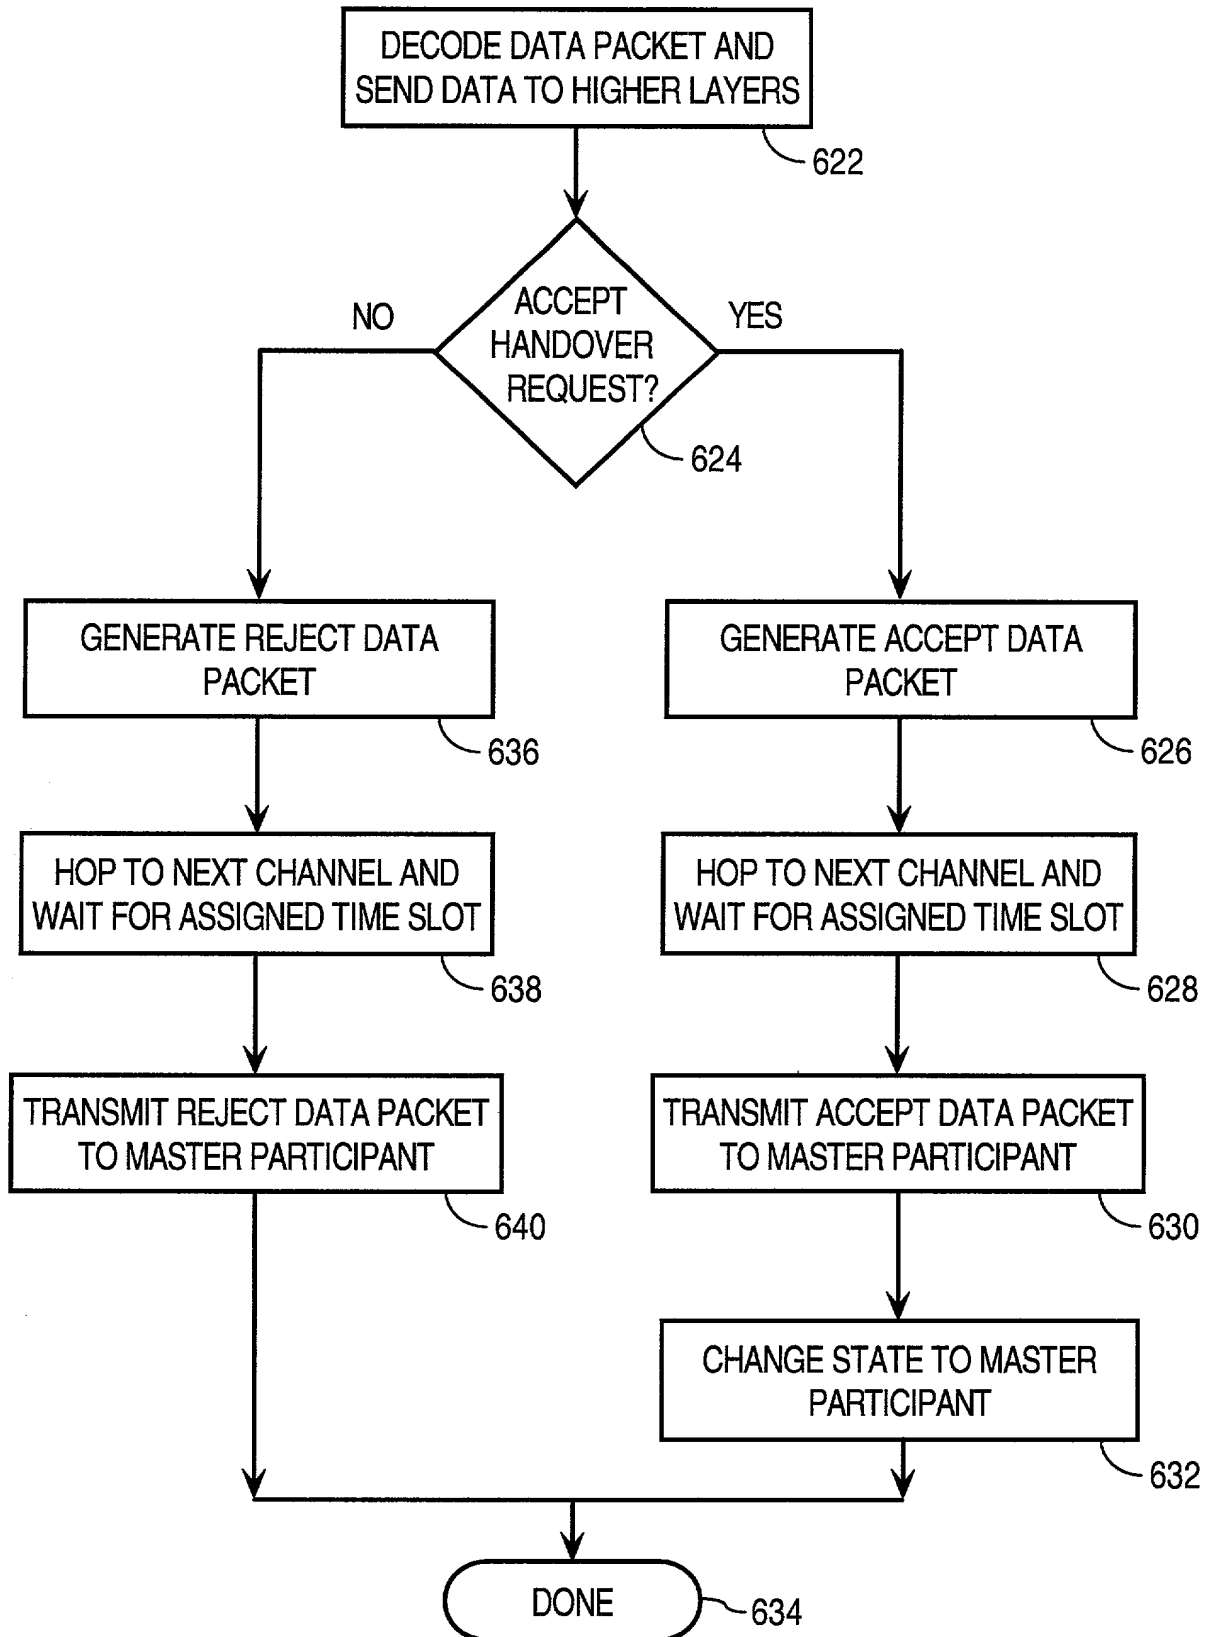 DECODE DATA PACKET AND
SEND DATA TO HIGHER LAYERS
622
NO
YES
ACCEPT
HANDOVER
REQUEST?
624
GENERATE REJECT DATA
PACKET
636
GENERATE ACCEPT DATA
PACKET
626
HOP TO NEXT CHANNEL AND
WAIT FOR ASSIGNED TIME SLOT
638
HOP TO NEXT CHANNEL AND
WAIT FOR ASSIGNED TIME SLOT
628
TRANSMIT REJECT DATA PACKET
TO MASTER PARTICIPANT
640
TRANSMIT ACCEPT DATA PACKET
TO MASTER PARTICIPANT
630
CHANGE STATE TO MASTER
PARTICIPANT
632
DONE
634